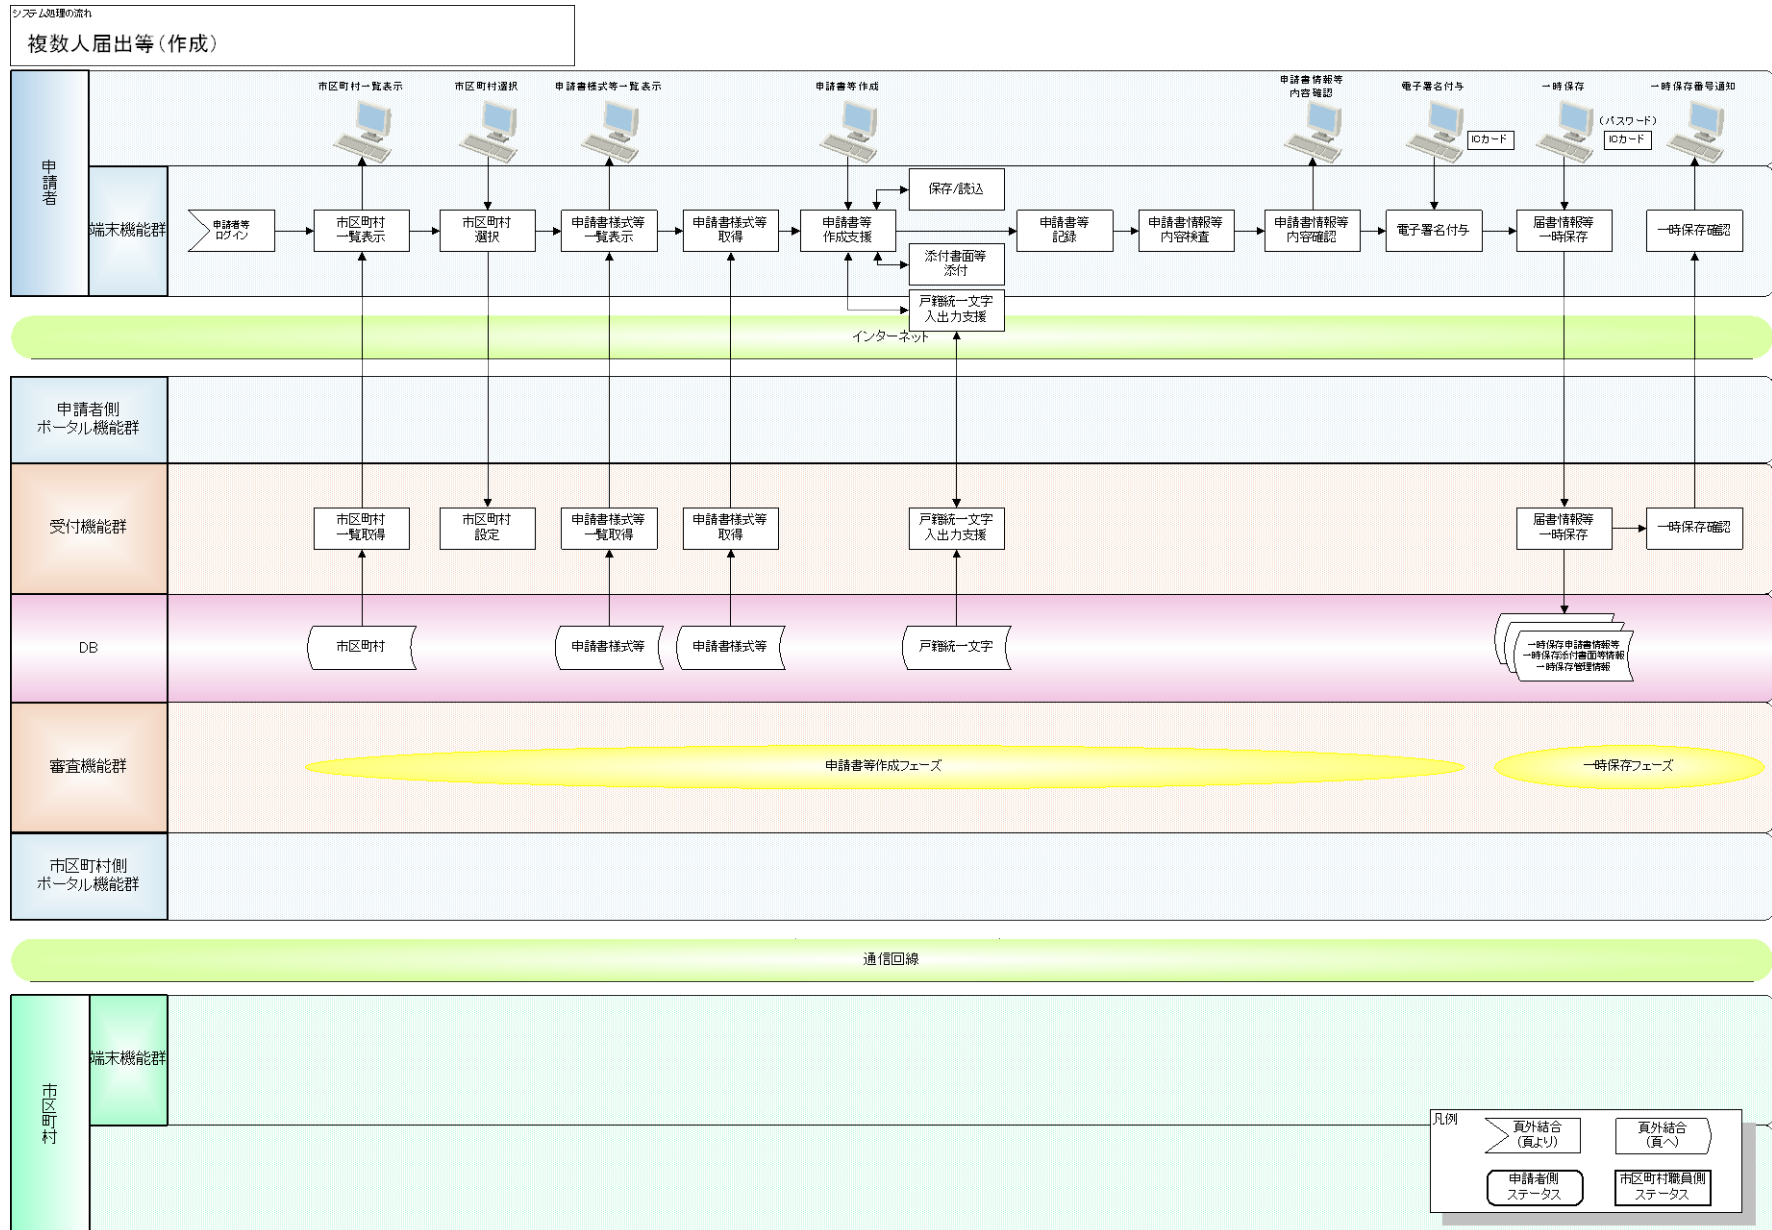 システム処理の流れ
複数人届出等（作成）
市区町村一覧表示
市区町村選択
申請書様式等一覧表示
申請書等作成
申請書情報等
内容確認
電子署名付与
一時保存
一時保存番号通知
ICカード
（パスワード）
ICカード
申請者
端末機能群
申請者等
ログイン
市区町村
一覧表示
市区町村
選択
申請書様式等
一覧表示
申請書様式等
取得
申請書等
作成支援
保存/読込
添付書面等
添付
戸籍統一文字
入出力支援
申請書等
記録
申請書情報等
内容検査
申請書情報等
内容確認
電子署名付与
届書情報等
一時保存
一時保存確認
インターネット
申請者側
ポータル機能群
受付機能群
市区町村
一覧取得
市区町村
設定
申請書様式等
一覧取得
申請書様式等
取得
戸籍統一文字
入出力支援
届書情報等
一時保存
一時保存確認
DB
市区町村
申請書様式等
申請書様式等
戸籍統一文字
一時保存申請書情報等
一時保存添付書面等情報
一時保存管理情報
審査機能群
申請書等作成フェーズ
一時保存フェーズ
市区町村側
ポータル機能群
通信回線
市区町村
端末機能群
凡例
頁外結合
（頁より）
頁外結合
（頁へ）
申請者側
ステータス
市区町村職員側
ステータス